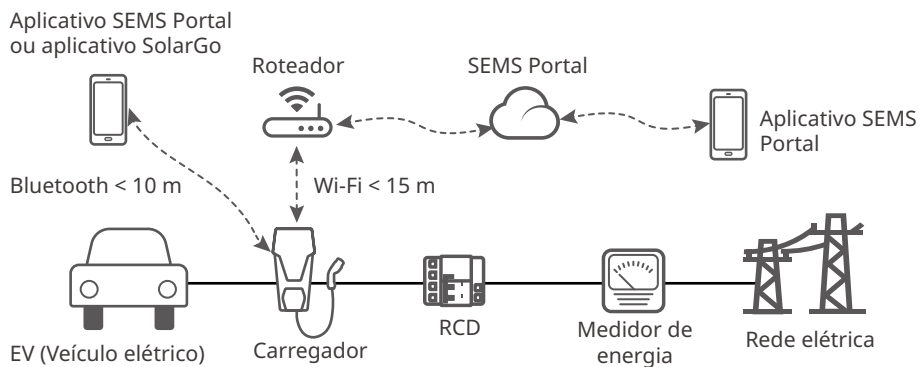 Aplicativo SEMS Portal
ou aplicativo SolarGo
Roteador
SEMS Portal
Aplicativo SEMS
Portal
Bluetooth < 10 m
Wi-Fi < 15 m
EV (Veículo elétrico)
Carregador
RCD
Medidor de
energia
Rede elétrica